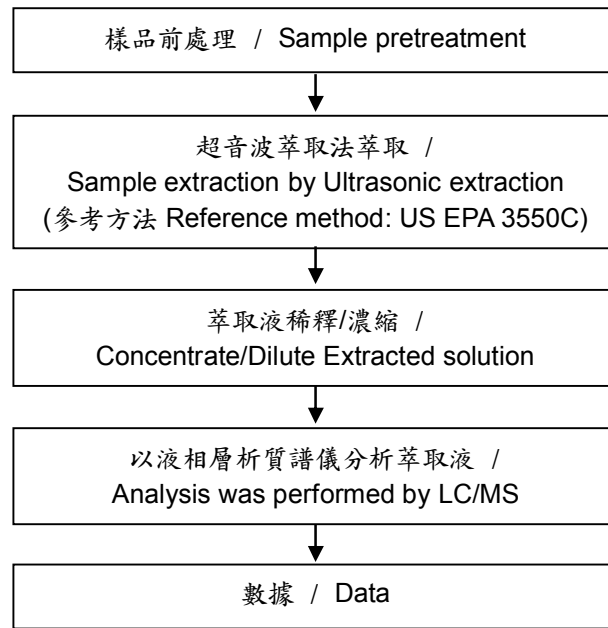 樣品前處理 / Sample pretreatment
超音波萃取法萃取 /
Sample extraction by Ultrasonic extraction
(參考方法 Reference method: US EPA 3550C)
萃取液稀釋/濃縮 /
Concentrate/Dilute Extracted solution
以液相層析質譜儀分析萃取液 /
Analysis was performed by LC/MS
數據 / Data